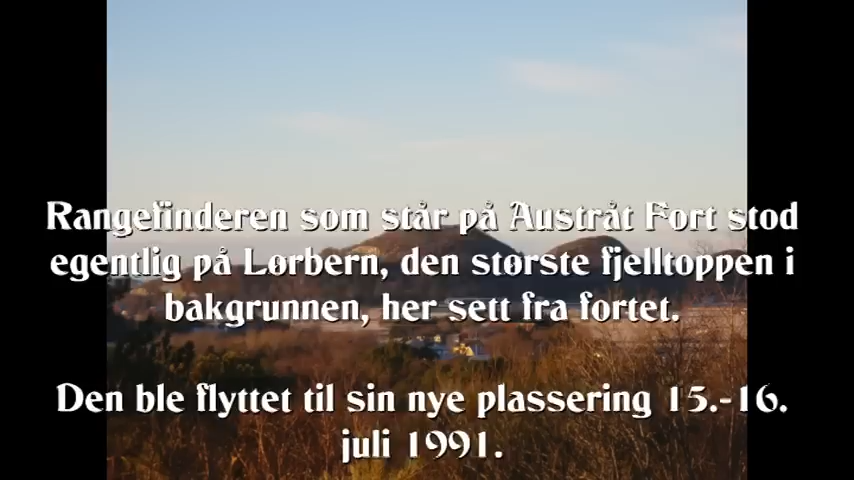 Rangefinderen som står på Austråt Fort stod
egentlig på Lørbern, den største fjelltoppen i
bakgrunnen, her sett fra fortet.
Den ble flyttet til sin nye plassering 15.-16.
juli 1991.